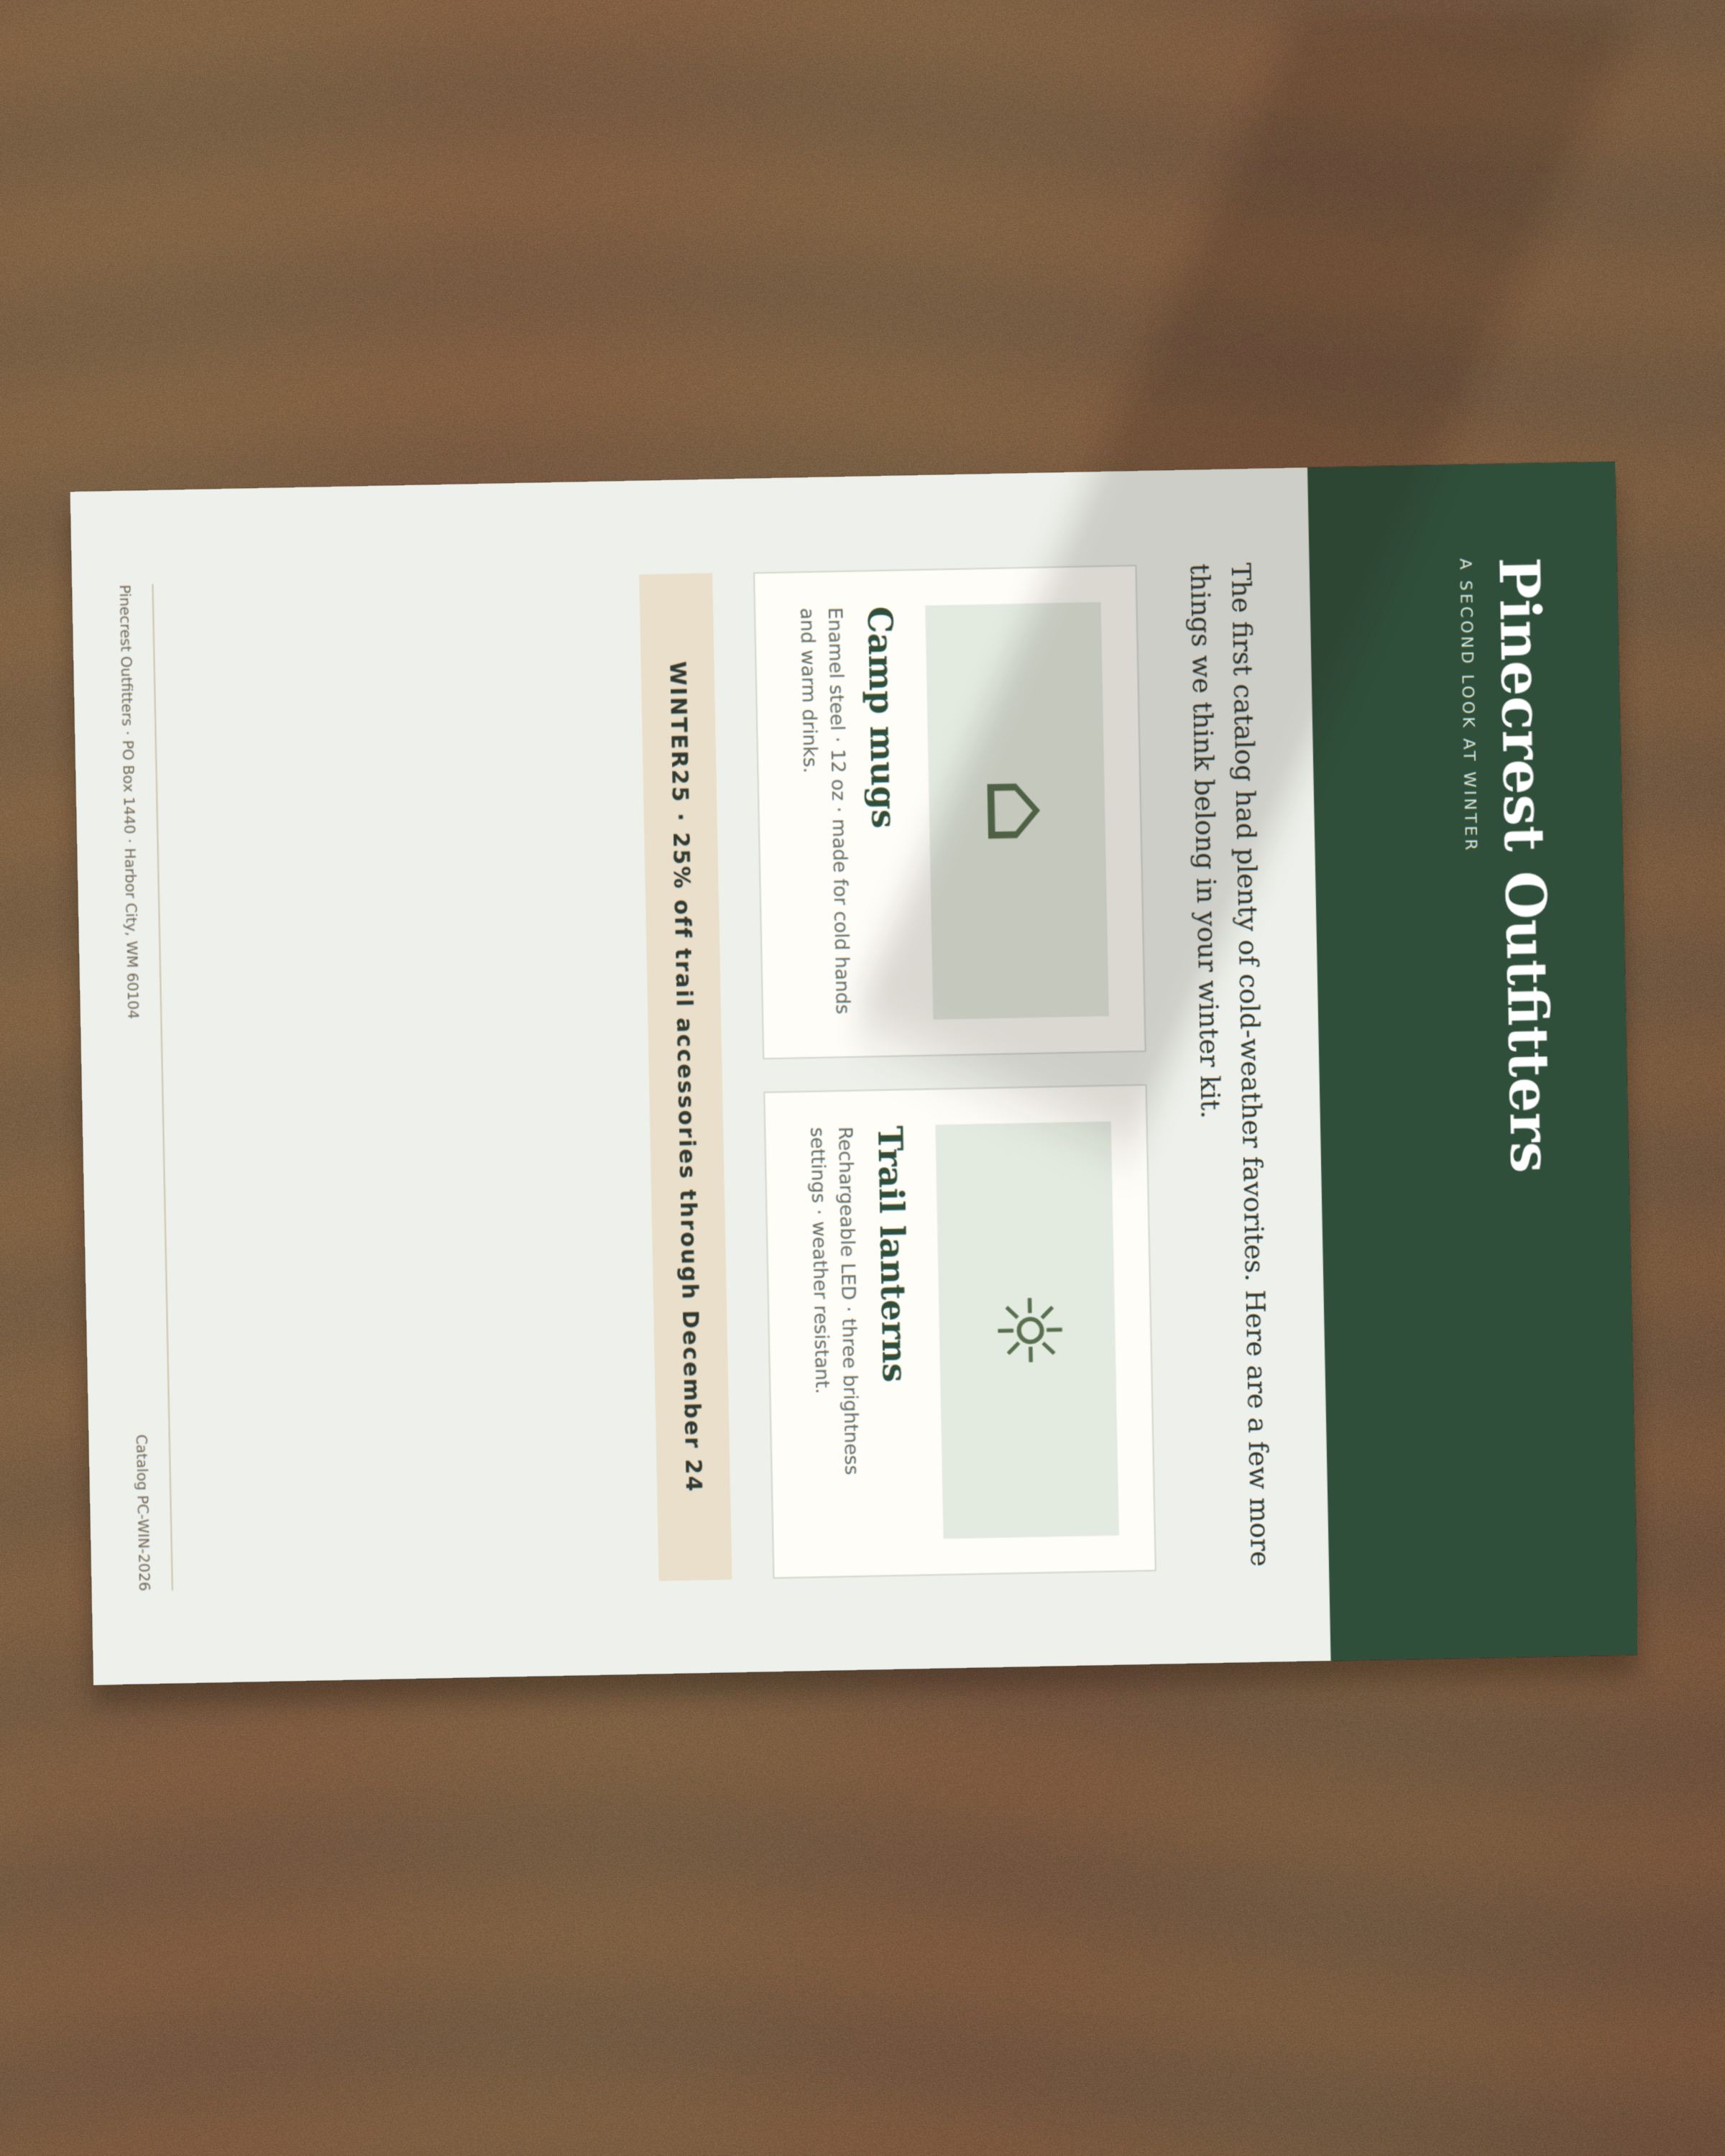 Pinecrest Outfitters
A SECOND LOOK AT WINTER
The first catalog had plenty of cold-weather favorites. Here are a few more
things we think belong in your winter kit.
Camp mugs
Enamel steel · 12 oz · made for cold hands
and warm drinks.
Trail lanterns
Rechargeable LED · three brightness
settings · weather resistant.
WINTER25 · 25% off trail accessories through December 24
Pinecrest Outfitters · PO Box 1440 · Harbor City, WM 60104
Catalog PC-WIN-2026